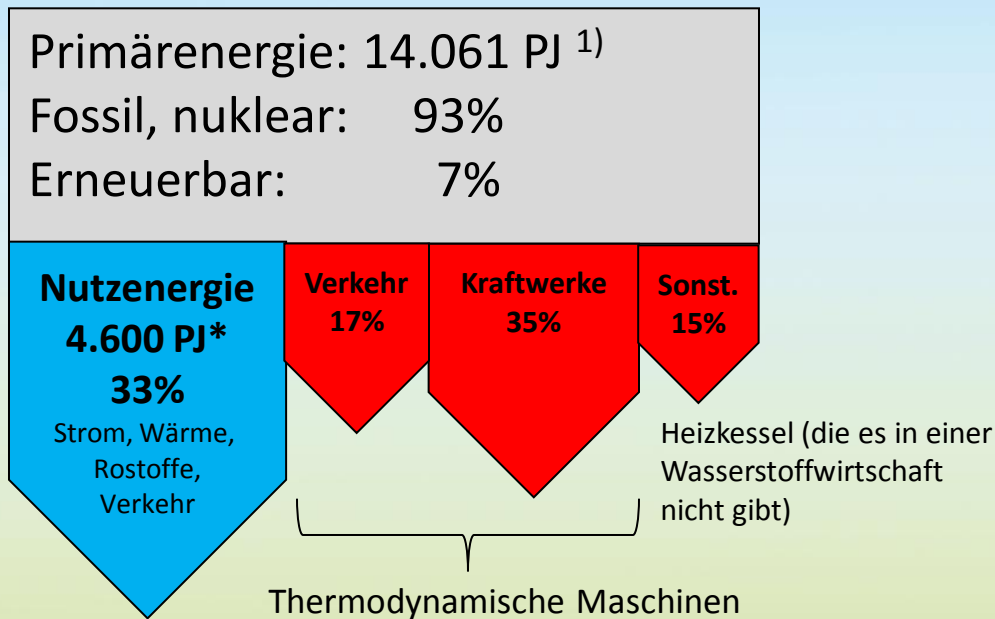 Primärenergie: 14.061 PJ 1)
Fossil, nuklear: 93%
Erneuerbar: 7%
Nutzenergie
4.600 PJ*
33%
Strom, Wärme,
Rostoffe,
Verkehr
Verkehr
17%
Kraftwerke
35%
Sonst.
15%
Heizkessel (die es in einer
Wasserstoffwirtschaft
nicht gibt)
Thermodynamische Maschinen